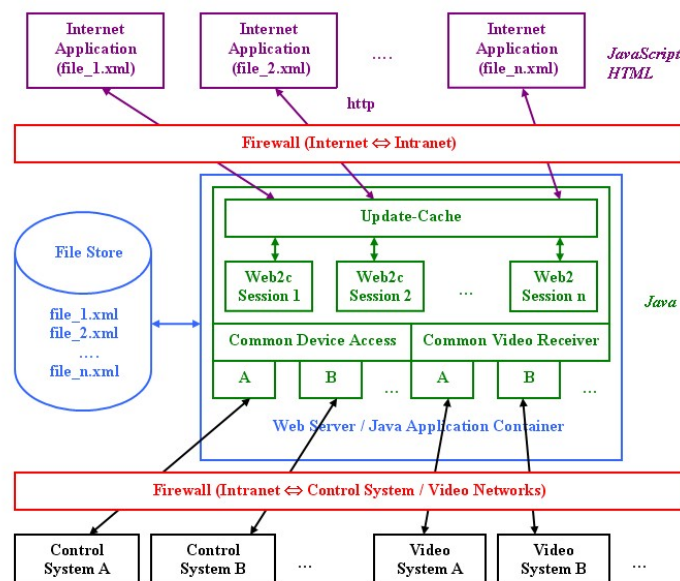 Internet
Application
(file_1.xml)
Internet
Application
(file_2.xml)
....
Internet
Application
(file_n.xml)
JavaScript
HTML
http
Firewall (Internet ⇔ Intranet)
Update-Cache
File Store
file_1.xml
file_2.xml
....
file_n.xml
Web2c
Session 1
Web2c
Session 2
...
Web2
Session n
Java
Common Device Access
Common Video Receiver
A
B
...
A
B
...
Web Server / Java Application Container
Firewall (Intranet ⇔ Control System / Video Networks)
Control
System A
Control
System B
...
Video
System A
Video
System B
...